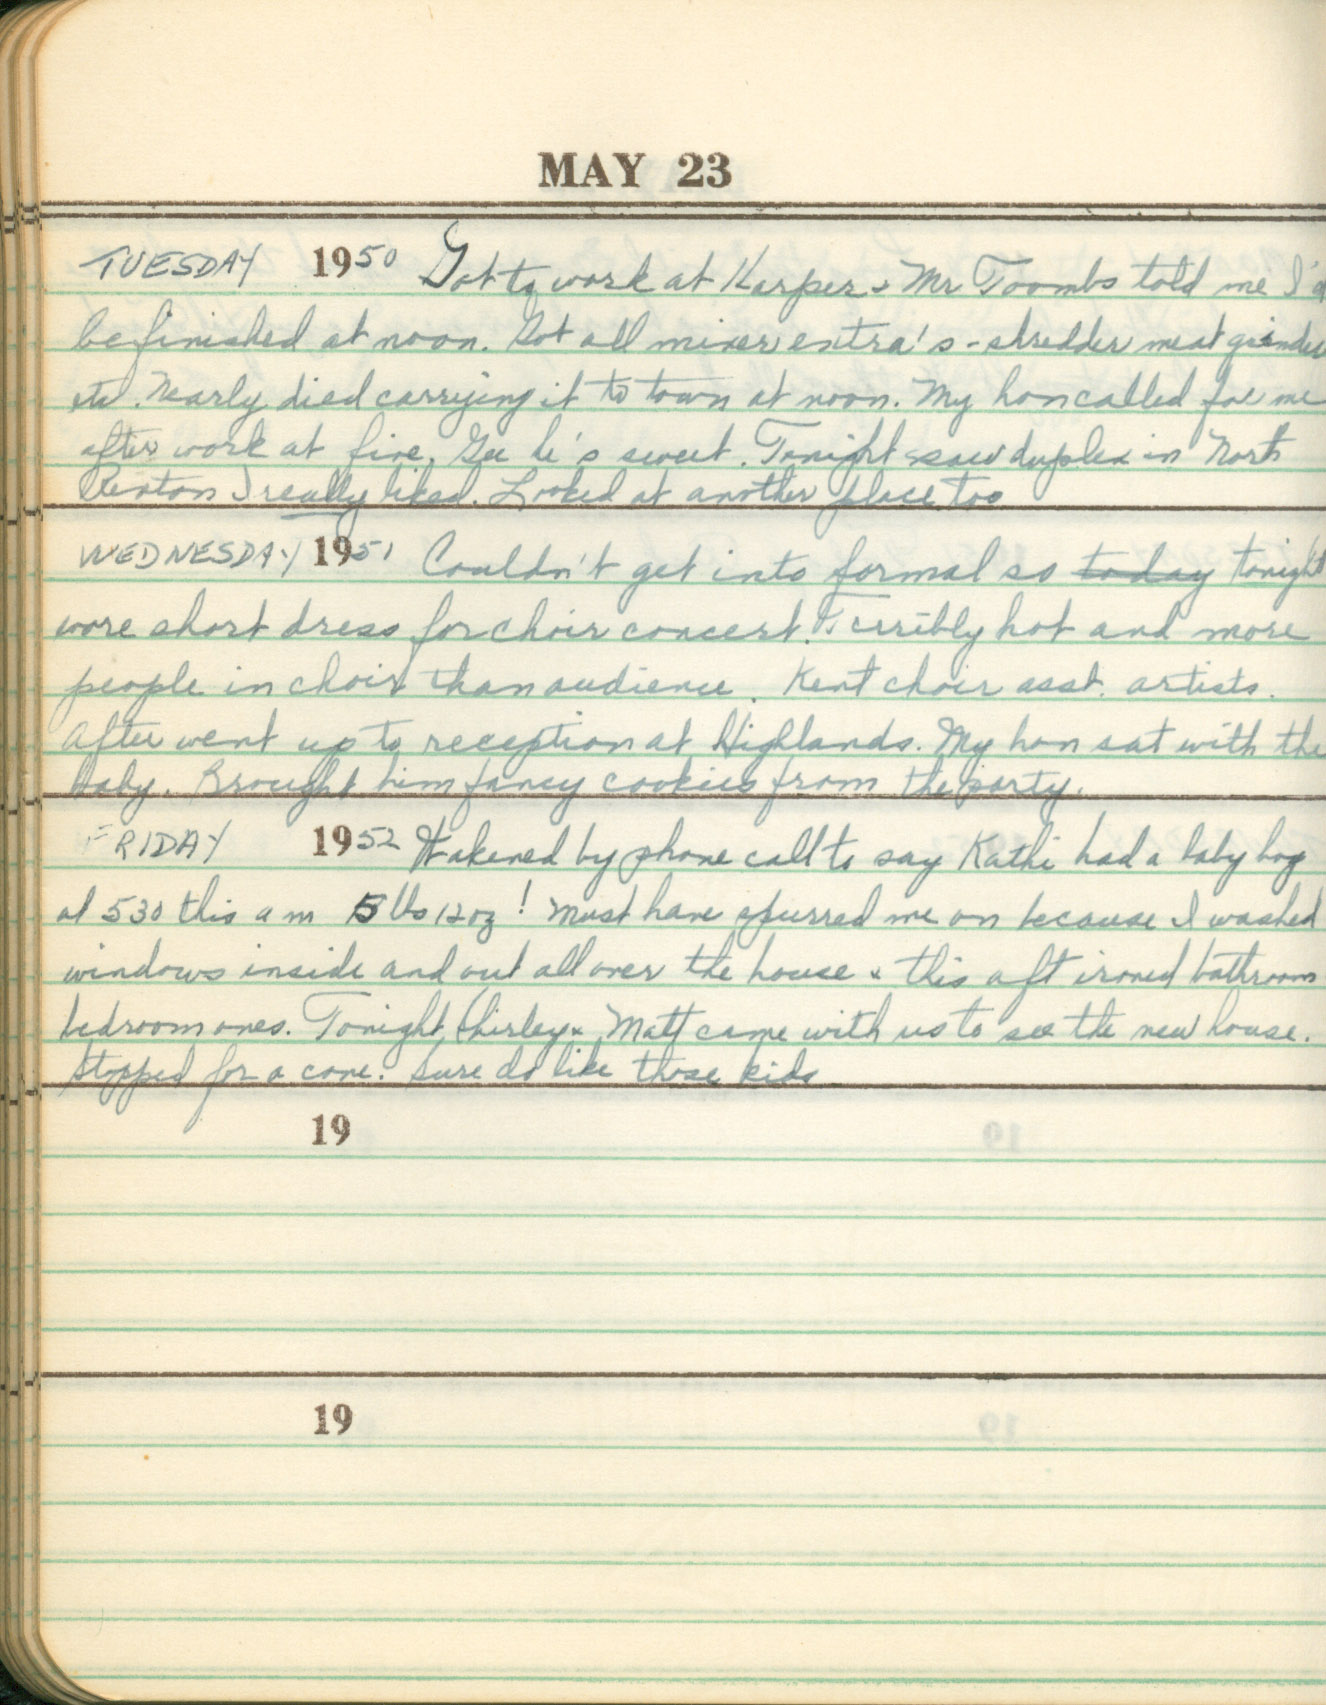 MAY 23
TUESDAY 1950 Got to work at Karper & Mr Toombs told me I'd
be finished at noon. Got all mixer extra's - shredder meat grinder
etc. Nearly died carrying it to town at noon. My hon called for me
after work at five. Gee he's sweet. Tonight saw duplex in North
Renton I really liked. Looked at another place too
WEDNESDAY 1951 Couldn't get into formal so today tonight
wore short dress for choir concert. Terribly hot and more
people in choir than audience. Kent choir asst. artists.
After went up to reception at Highlands. My hon sat with the
baby. Brought him fancy cookies from the party.
FRIDAY 1952 Wakened by phone call to say Kathi had a baby boy
at 530 this am 5 lbs 12 oz! Must have spurred me on because I washed
windows inside and out all over the house & this aft ironed bathroom
bedroom ones. Tonight Shirley & Matt came with us to see the new house.
Stopped for a cone. Sure do like those kids
19
19